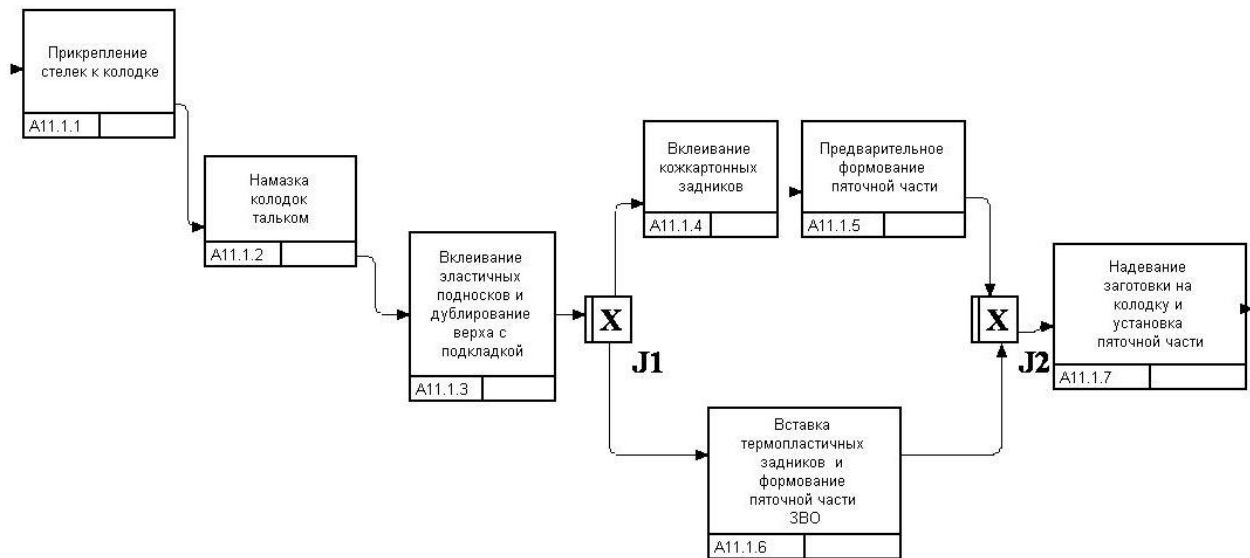 Прикрепление
стелек к колодке
A11.1.1
Намазка
колодок
тальком
A11.1.2
Вклеивание
эластичных
подносков и
дублирование
верха с
подкладкой
A11.1.3
X
J1
Вклеивание
кожкартонных
задников
A11.1.4
Предварительное
формование
пяточной части
A11.1.5
Вставка
термопластичных
задников и
формование
пяточной части
ЗВО
A11.1.6
X
J2
Надевание
заготовки на
колодку и
установка
пяточной части
A11.1.7